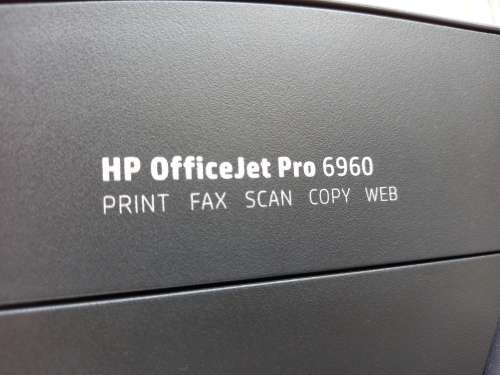 HP OfficeJet Pro 6960
PRINT FAX SCAN COPY WEB